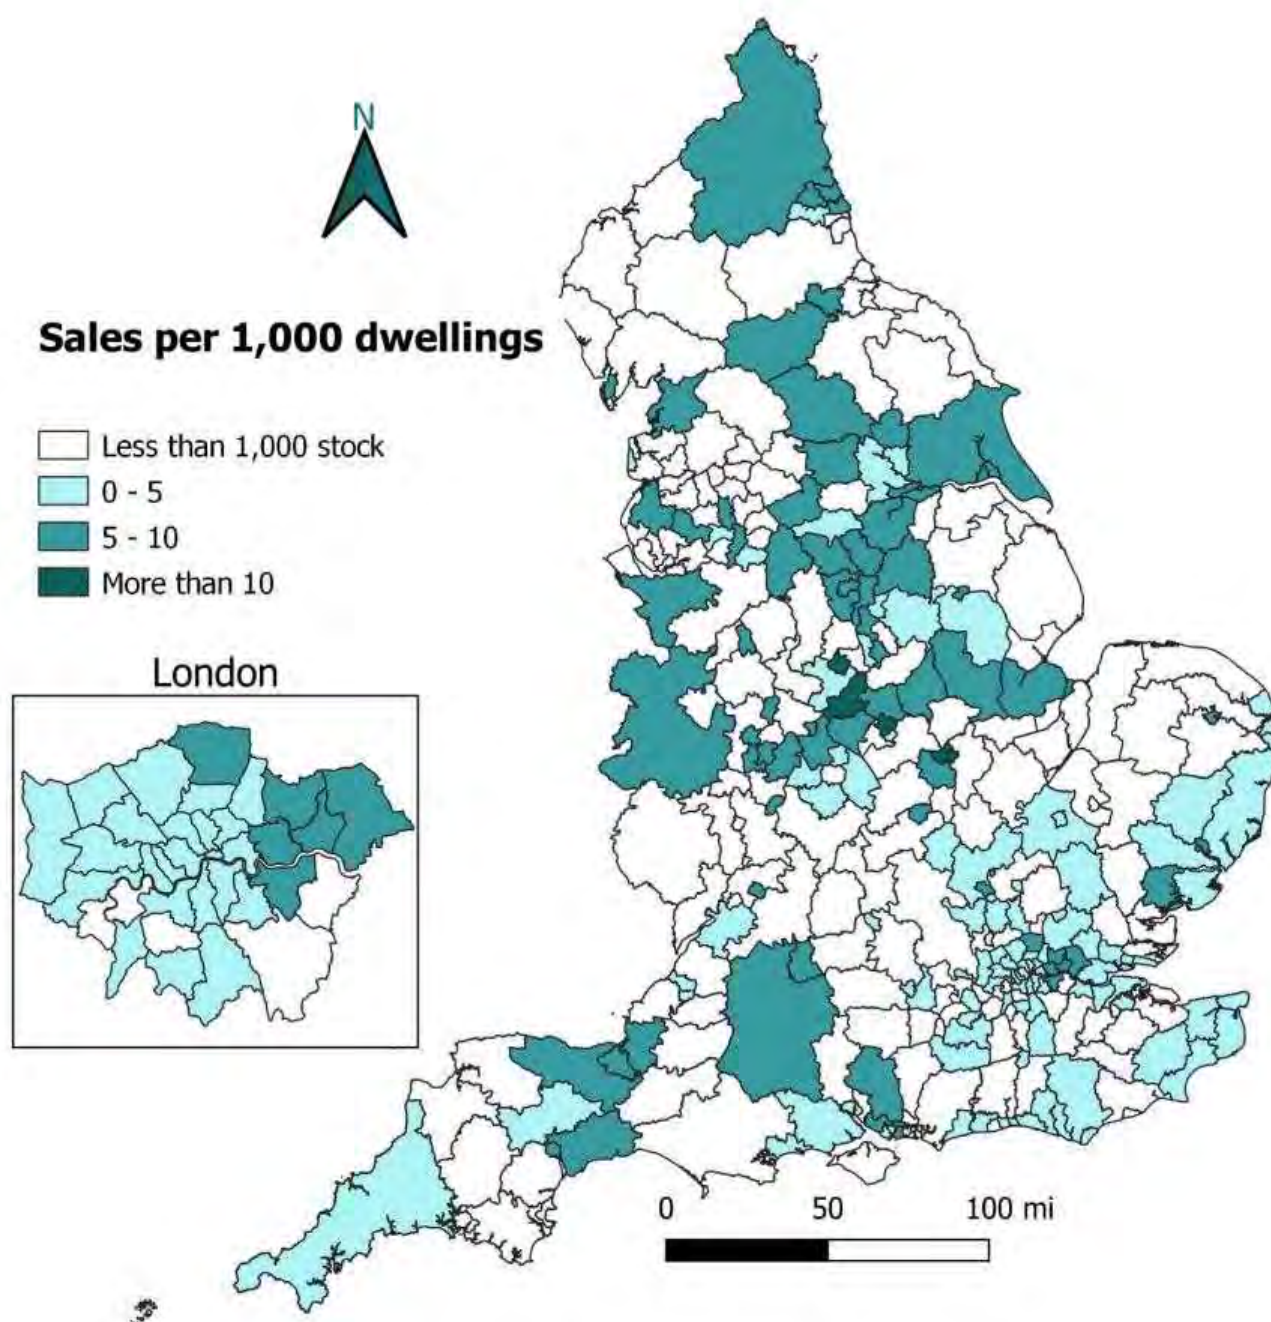 N
Sales per 1,000 dwellings
Less than 1,000 stock
0 - 5
5 - 10
More than 10
London
0 50 100 mi